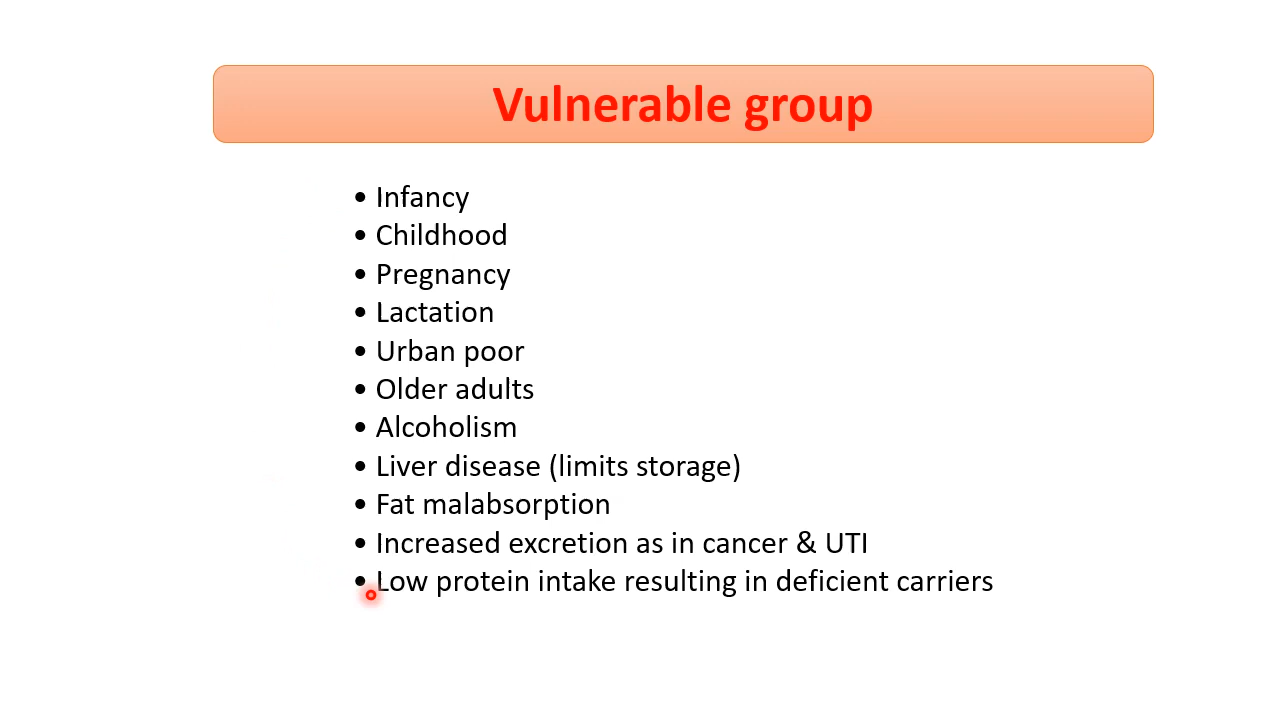 Vulnerable group
• Infancy
• Childhood
• Pregnancy
• Lactation
• Urban poor
• Older adults
• Alcoholism
• Liver disease (limits storage)
• Fat malabsorption
• Increased excretion as in cancer & UTI
• Low protein intake resulting in deficient carriers